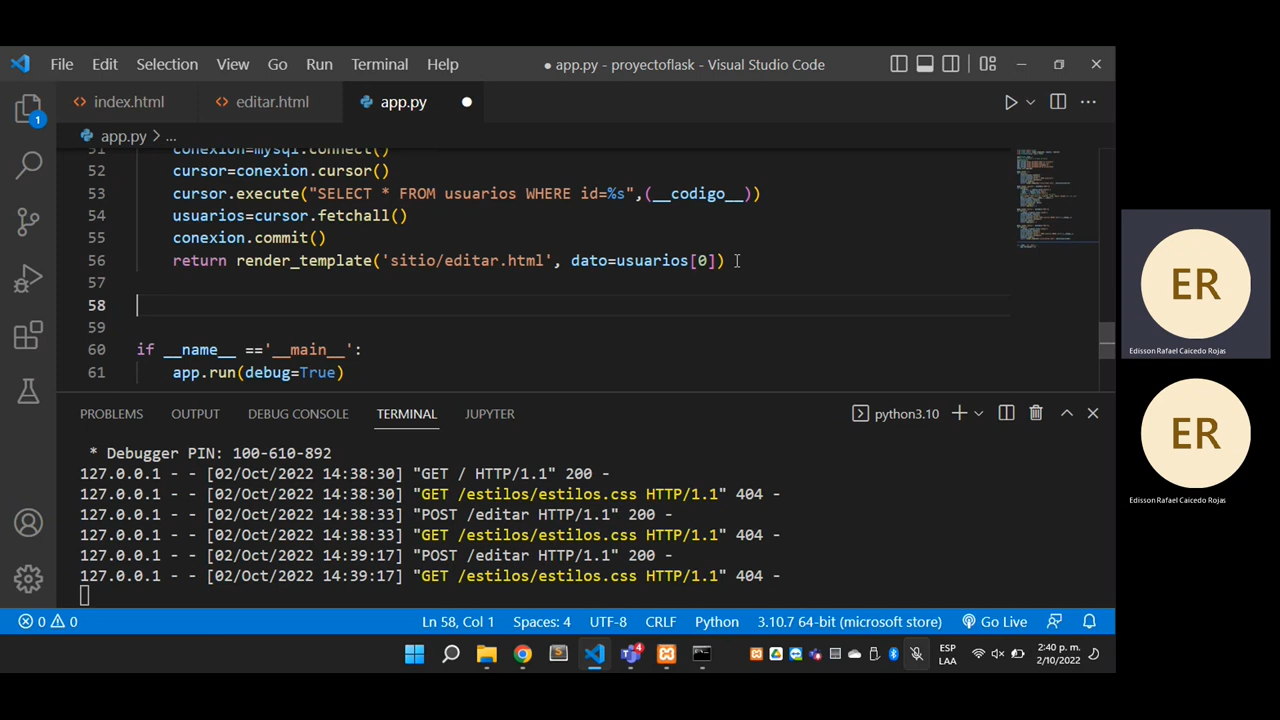 File Edit Selection View Go Run Terminal Help
● app.py - proyectoflask - Visual Studio Code
index.html
editar.html
app.py
app.py > ...
1
51 conexion=mysql.connect()
52 cursor=conexion.cursor()
53 cursor.execute("SELECT * FROM usuarios WHERE id=%s",(__codigo__))
54 usuarios=cursor.fetchall()
55 conexion.commit()
56 return render_template('sitio/editar.html', dato=usuarios[0])
57
58
59
60 if __name__ =='__main__':
61 app.run(debug=True)
PROBLEMS OUTPUT DEBUG CONSOLE TERMINAL JUPYTER
python3.10
* Debugger PIN: 100-610-892
127.0.0.1 - - [02/Oct/2022 14:38:30] "GET / HTTP/1.1" 200 -
127.0.0.1 - - [02/Oct/2022 14:38:30] "GET /estilos/estilos.css HTTP/1.1" 404 -
127.0.0.1 - - [02/Oct/2022 14:38:33] "POST /editar HTTP/1.1" 200 -
127.0.0.1 - - [02/Oct/2022 14:38:33] "GET /estilos/estilos.css HTTP/1.1" 404 -
127.0.0.1 - - [02/Oct/2022 14:39:17] "POST /editar HTTP/1.1" 200 -
127.0.0.1 - - [02/Oct/2022 14:39:17] "GET /estilos/estilos.css HTTP/1.1" 404 -
0 0
Ln 58, Col 1 Spaces: 4 UTF-8 CRLF Python 3.10.7 64-bit (microsoft store) Go Live
4
ESP
LAA
2:40 p. m.
2/10/2022
ER
Edisson Rafael Caicedo Rojas
ER
Edisson Rafael Caicedo Rojas